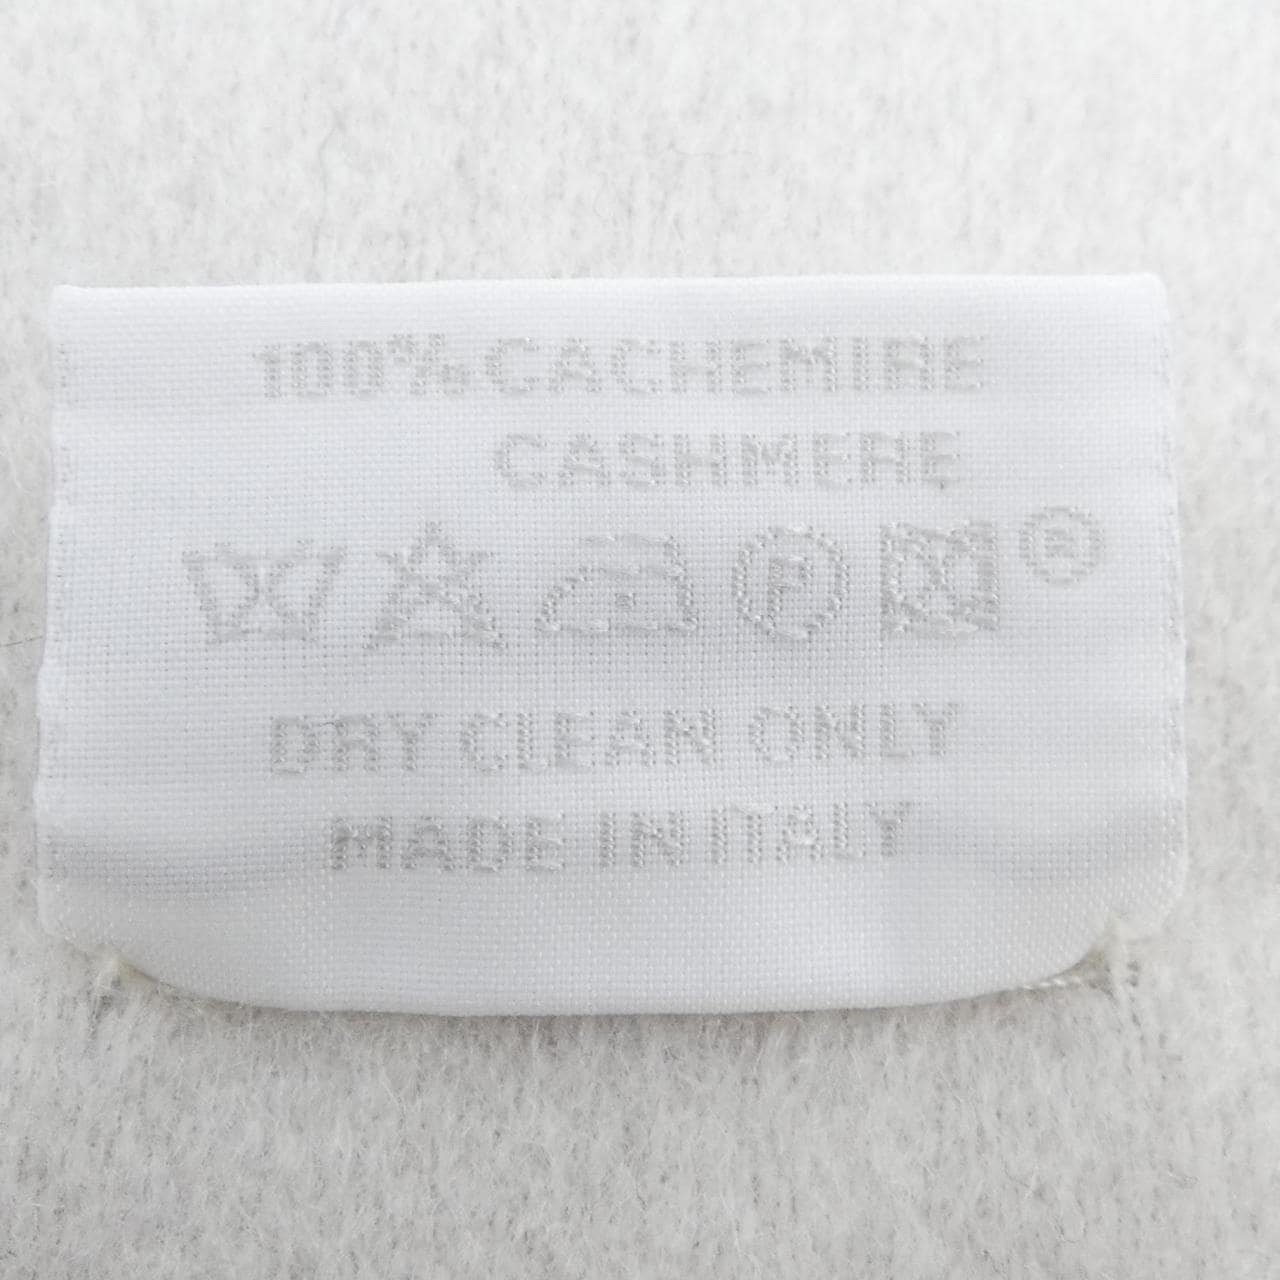 100% CACHEMIRE
CASHMERE
P ®
DRY CLEAN ONLY
MADE IN ITALY